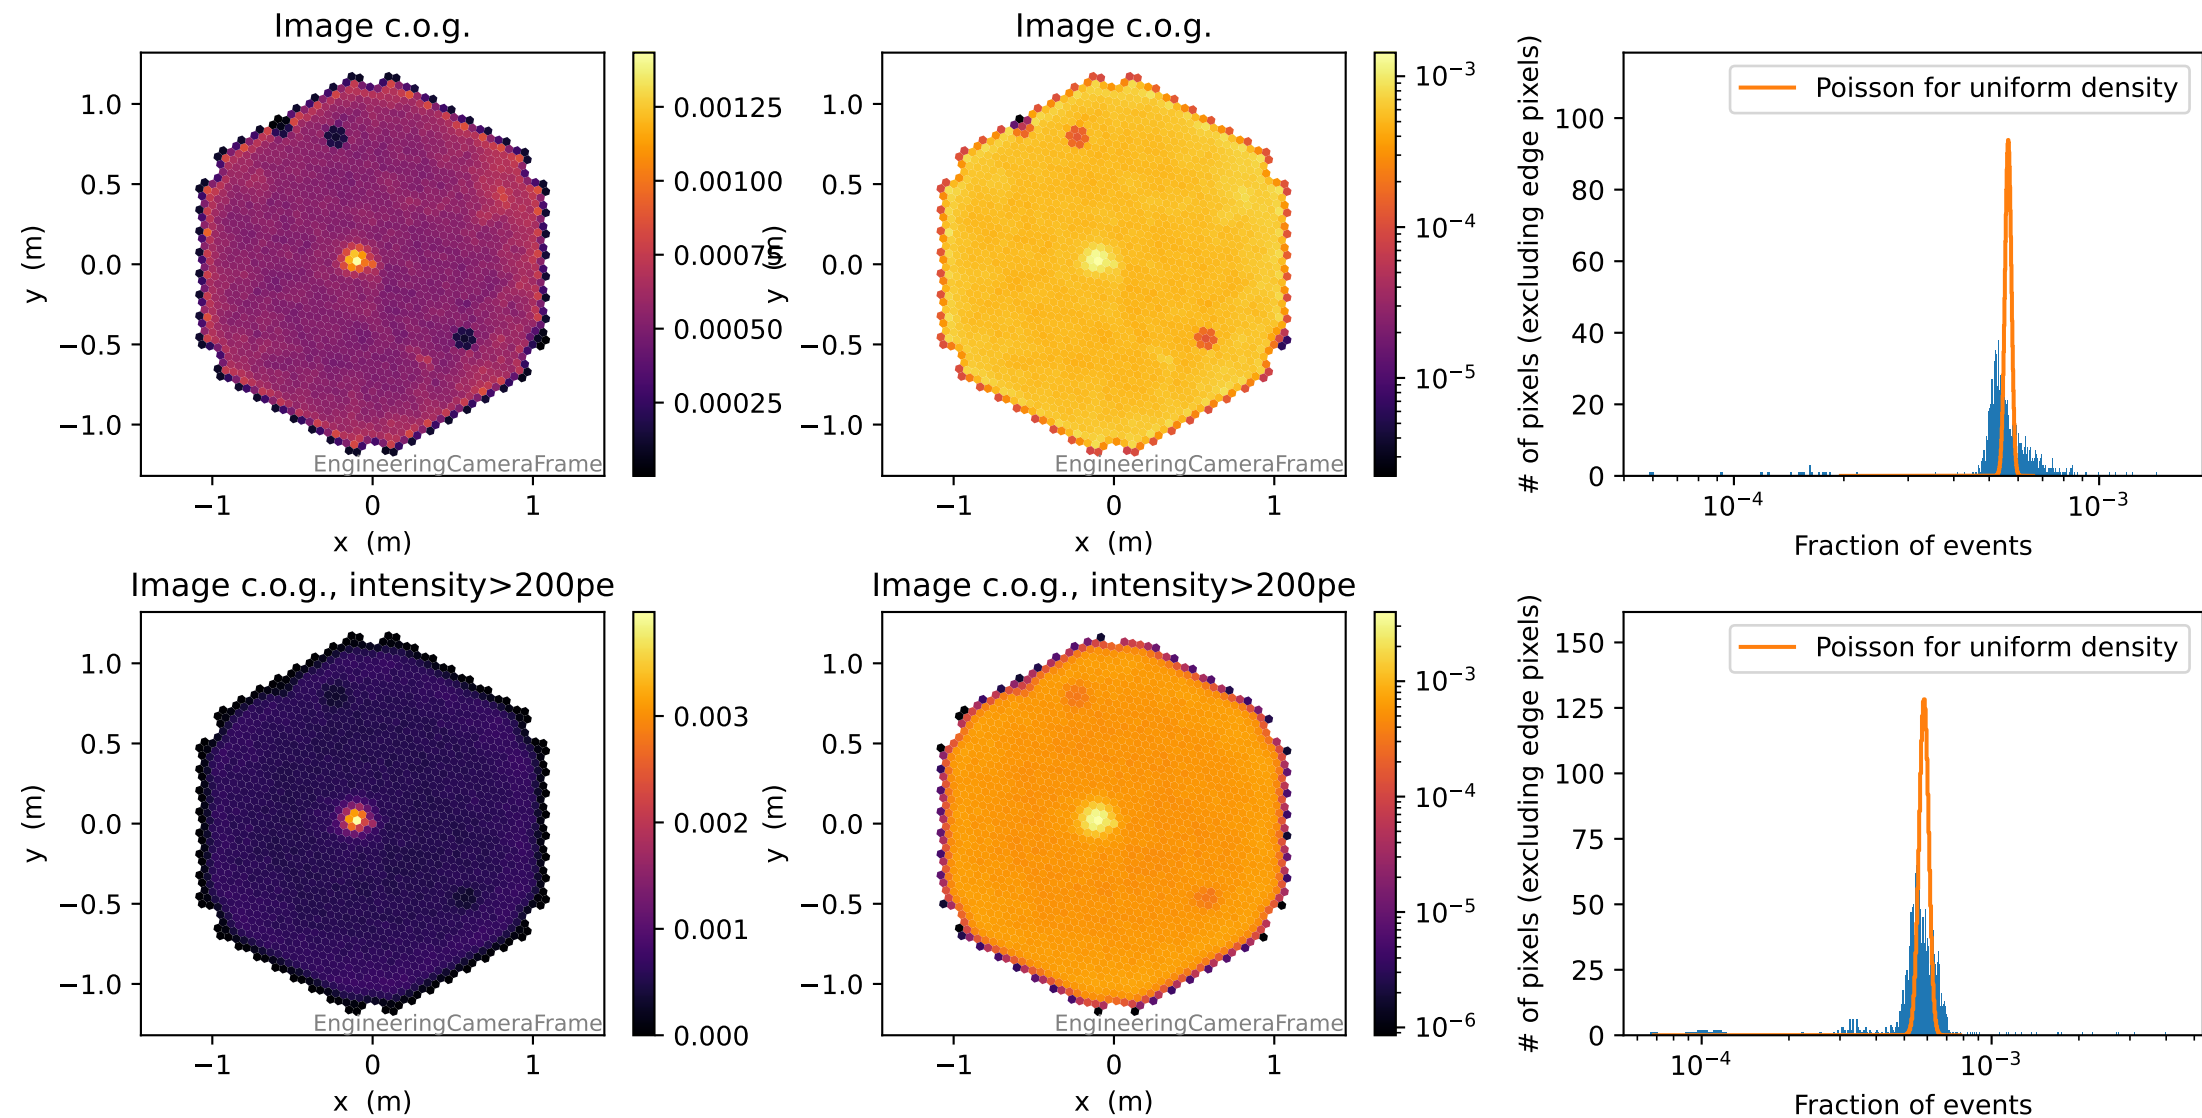 Image c.o.g.
1.0
0.5
0.0
−0.5
−1.0
y (m)
−1
0
1
x (m)
EngineeringCameraFrame
0.00125
0.00100
0.00075
0.00050
0.00025
Image c.o.g.
1.0
0.5
0.0
−0.5
−1.0
y (m)
−1
0
1
x (m)
EngineeringCameraFrame
10⁻³
10⁻⁴
10⁻⁵
Poisson for uniform density
100
80
60
40
20
0
# of pixels (excluding edge pixels)
10⁻⁴
10⁻³
Fraction of events
Image c.o.g., intensity>200pe
1.0
0.5
0.0
−0.5
−1.0
y (m)
−1
0
1
x (m)
EngineeringCameraFrame
0.003
0.002
0.001
0.000
Image c.o.g., intensity>200pe
1.0
0.5
0.0
−0.5
−1.0
y (m)
−1
0
1
x (m)
EngineeringCameraFrame
10⁻³
10⁻⁴
10⁻⁵
10⁻⁶
Poisson for uniform density
150
125
100
75
50
25
0
# of pixels (excluding edge pixels)
10⁻⁴
10⁻³
Fraction of events